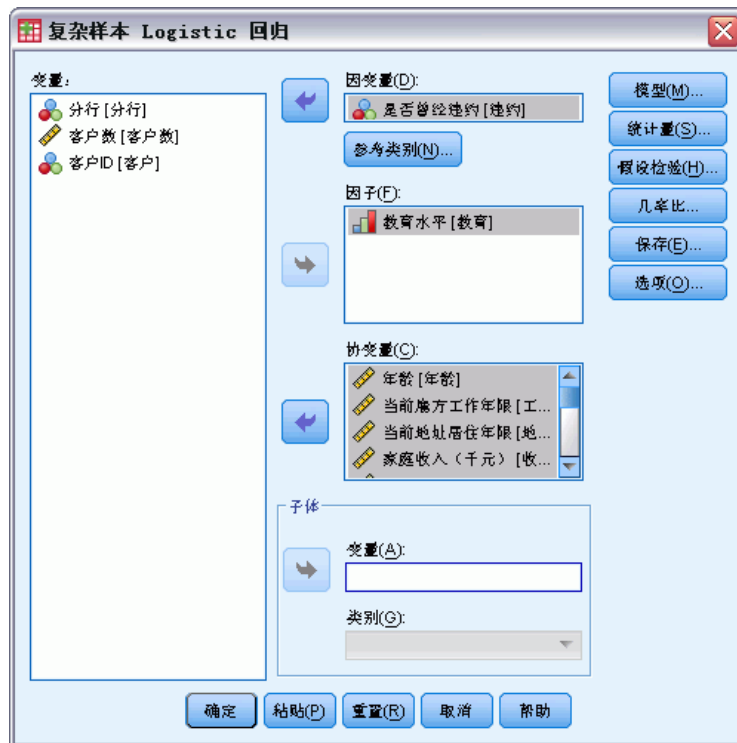 复杂样本 Logistic 回归
变量:
分行 [分行]
客户数 [客户数]
客户ID [客户]
因变量(D):
是否曾经违约 [违约]
参考类别(N)...
因子(F):
教育水平 [教育]
协变量(C):
年龄 [年龄]
当前雇方工作年限 [工...
当前地址居住年限 [地...
家庭收入（千元） [收...
子体
变量(A):
类别(G):
模型(M)...
统计量(S)...
假设检验(H)...
几率比...
保存(E)...
选项(O)...
确定
粘贴(P)
重置(R)
取消
帮助